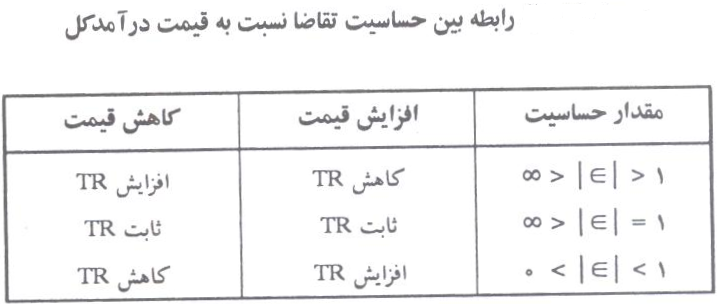 رابطه بین حساسیت تقاضا نسبت به قیمت درآمدکل
مقدار حساسیت افزایش قیمت کاهش قیمت
∞ > |∈| > ۱ کاهش TR افزایش TR
∞ > |∈| = ۱ ثابت TR ثابت TR
۰ < |∈| < ۱ افزایش TR کاهش TR